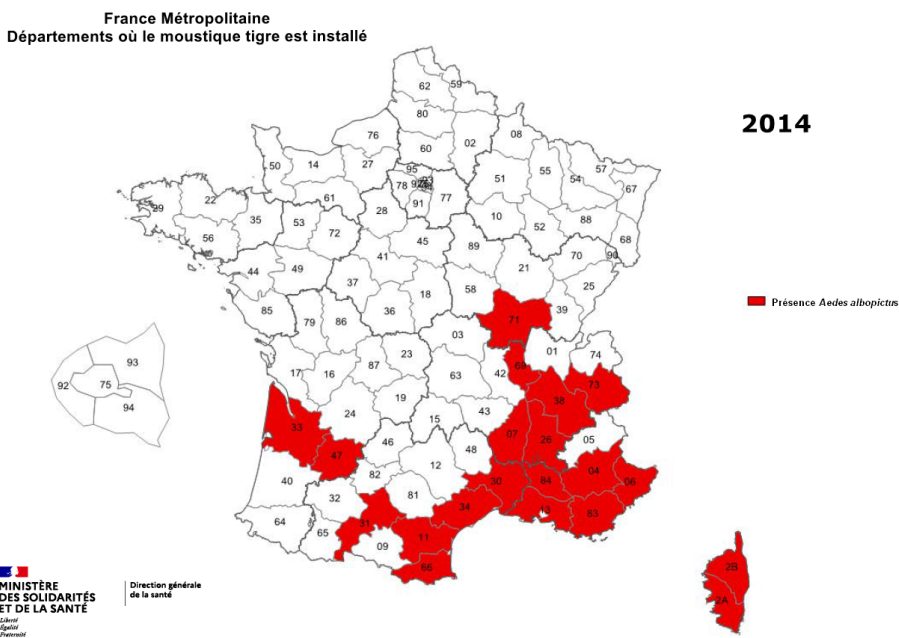 France Métropolitaine
Départements où le moustique tigre est installé
2014
62 59
80
76 02 08
60
50 14 27 95 51 55 54 57 67
78 93 77
22 61 91
29 35 53 28 10 52 88 68
56 72 45 89 70 90
41 21
44 49 37 25
18 58
85 79 86 36 39
71
03
23 01 74
17 16 87 63 42 69 73
19 38
24 15 43
33 07 26 05
46 48
47 12
40 82 30 84 04 06
32 81 34 13 83
64 65 31 11
09
66
2B
2A
93
92 75
94
Présence Aedes albopictus
MINISTÈRE
DES SOLIDARITÉS
ET DE LA SANTÉ
Liberté
Égalité
Fraternité
Direction générale
de la santé